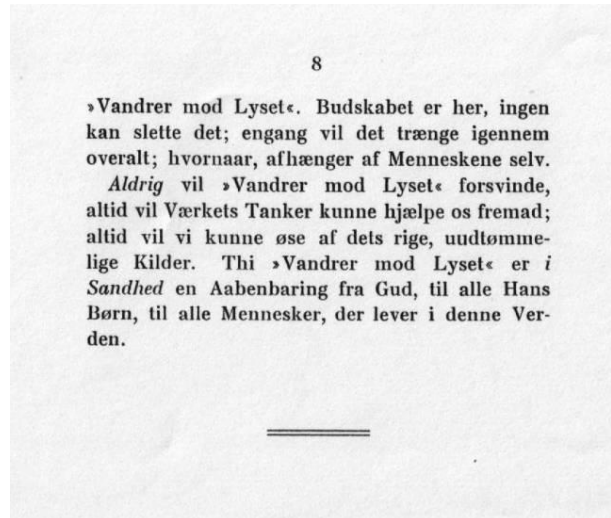 8
»Vandrer mod Lyset«. Budskabet er her, ingen
kan slette det; engang vil det trænge igennem
overalt; hvornaar, afhænger af Menneskene selv.
Aldrig vil »Vandrer mod Lyset« forsvinde,
altid vil Værkets Tanker kunne hjælpe os fremad;
altid vil vi kunne øse af dets rige, uudtømme-
lige Kilder. Thi »Vandrer mod Lyset« er i
Sandhed en Aabenbaring fra Gud, til alle Hans
Børn, til alle Mennesker, der lever i denne Ver-
den.